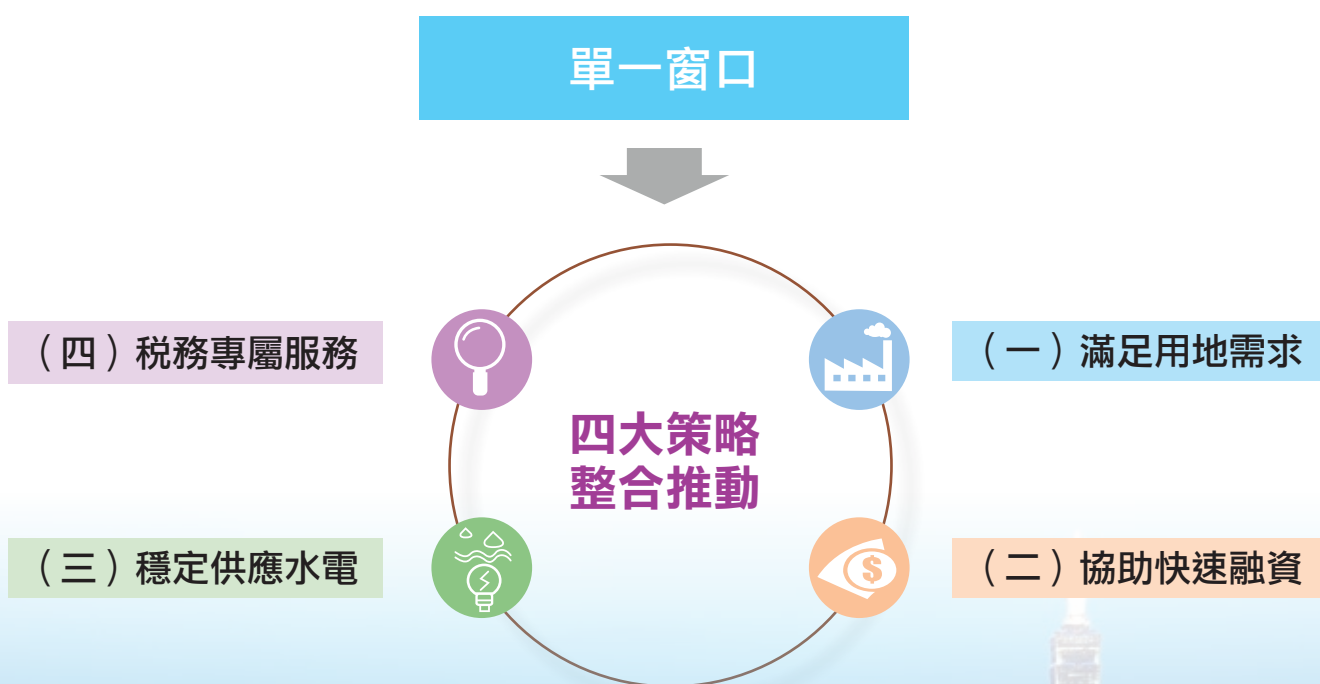 單一窗口
（四）税務專屬服務
（一）滿足用地需求
四大策略
整合推動
（三）穩定供應水電
（二）協助快速融資
$